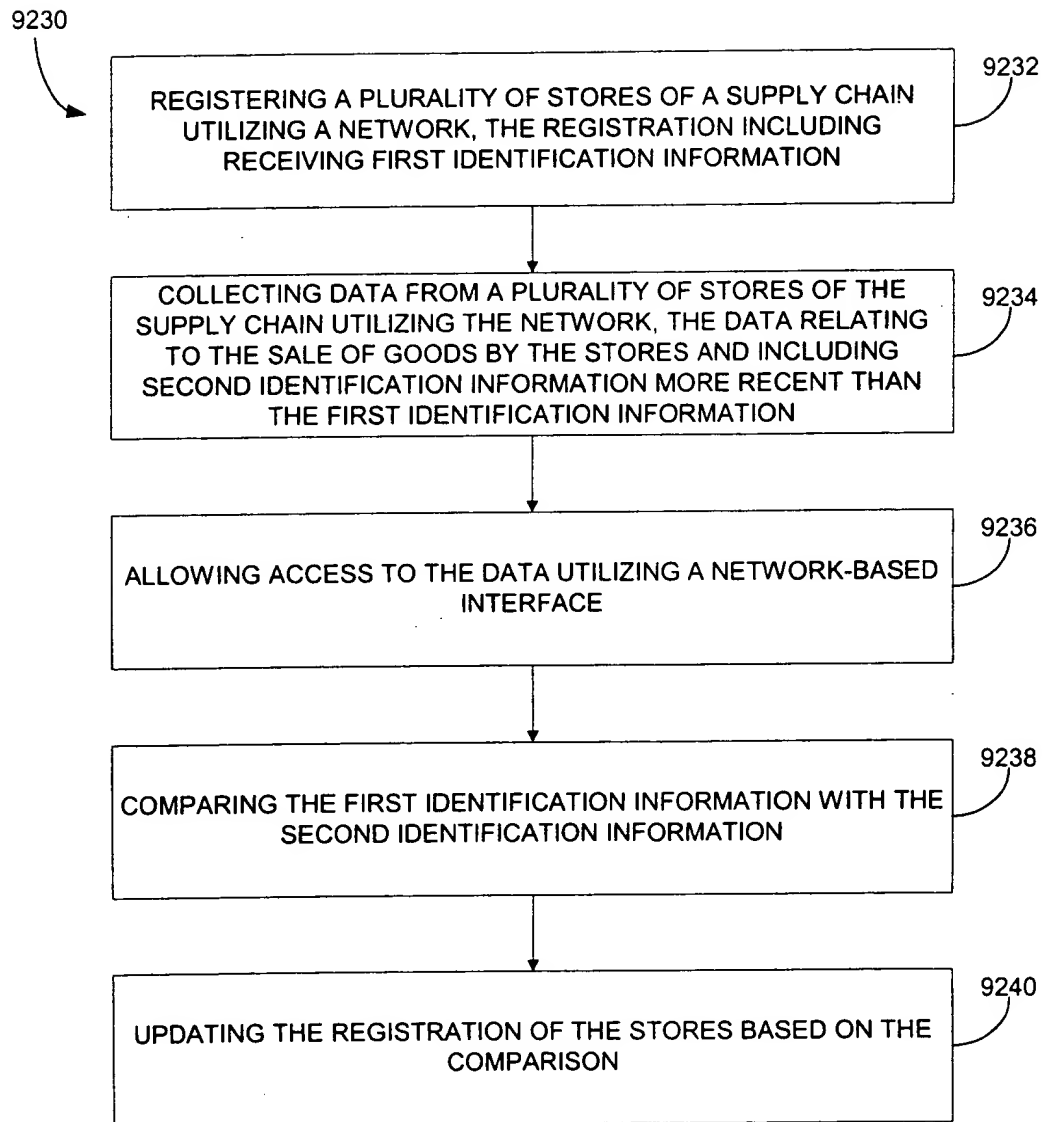 9230
9232
REGISTERING A PLURALITY OF STORES OF A SUPPLY CHAIN
UTILIZING A NETWORK, THE REGISTRATION INCLUDING
RECEIVING FIRST IDENTIFICATION INFORMATION
9234
COLLECTING DATA FROM A PLURALITY OF STORES OF THE
SUPPLY CHAIN UTILIZING THE NETWORK, THE DATA RELATING
TO THE SALE OF GOODS BY THE STORES AND INCLUDING
SECOND IDENTIFICATION INFORMATION MORE RECENT THAN
THE FIRST IDENTIFICATION INFORMATION
9236
ALLOWING ACCESS TO THE DATA UTILIZING A NETWORK-BASED
INTERFACE
9238
COMPARING THE FIRST IDENTIFICATION INFORMATION WITH THE
SECOND IDENTIFICATION INFORMATION
9240
UPDATING THE REGISTRATION OF THE STORES BASED ON THE
COMPARISON